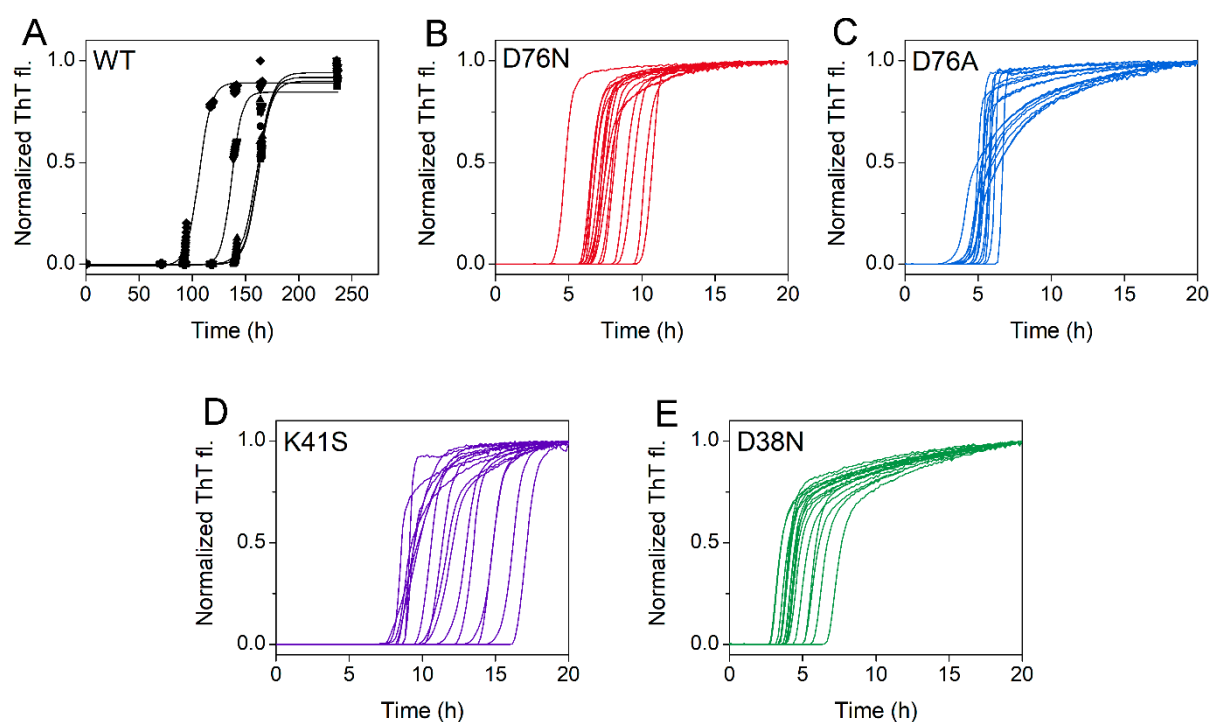 A
WT
Normalized ThT fl.
1.0
0.5
0.0
0 50 100 150 200 250
Time (h)
B
D76N
Normalized ThT fl.
1.0
0.5
0.0
0 5 10 15 20
Time (h)
C
D76A
Normalized ThT fl.
1.0
0.5
0.0
0 5 10 15 20
Time (h)
D
K41S
Normalized ThT fl.
1.0
0.5
0.0
0 5 10 15 20
Time (h)
E
D38N
Normalized ThT fl.
1.0
0.5
0.0
0 5 10 15 20
Time (h)